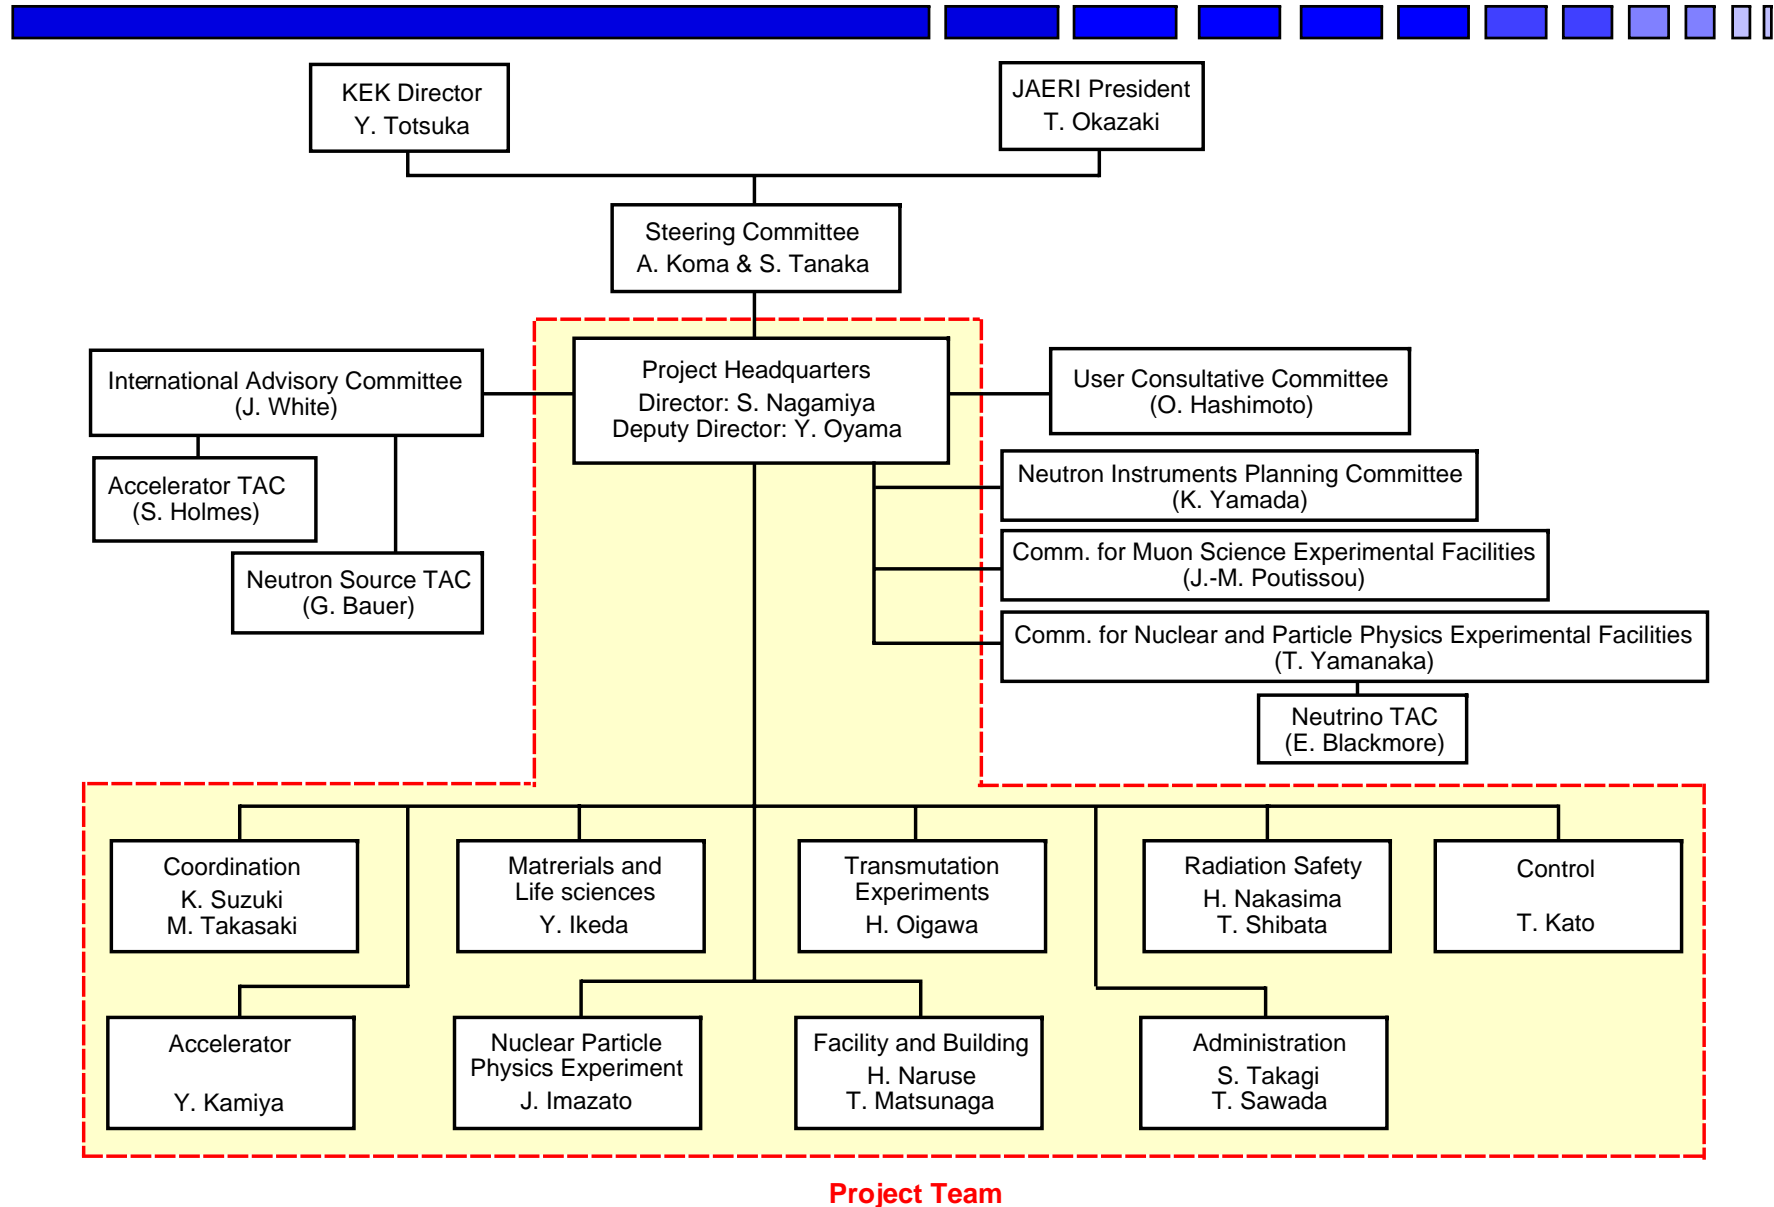 KEK Director
Y. Totsuka
JAERI President
T. Okazaki
Steering Committee
A. Koma & S. Tanaka
Project Headquarters
Director: S. Nagamiya
Deputy Director: Y. Oyama
International Advisory Committee
(J. White)
User Consultative Committee
(O. Hashimoto)
Accelerator TAC
(S. Holmes)
Neutron Source TAC
(G. Bauer)
Neutron Instruments Planning Committee
(K. Yamada)
Comm. for Muon Science Experimental Facilities
(J.-M. Poutissou)
Comm. for Nuclear and Particle Physics Experimental Facilities
(T. Yamanaka)
Neutrino TAC
(E. Blackmore)
Coordination
K. Suzuki
M. Takasaki
Matrerials and
Life sciences
Y. Ikeda
Transmutation
Experiments
H. Oigawa
Radiation Safety
H. Nakasima
T. Shibata
Control
T. Kato
Accelerator
Y. Kamiya
Nuclear Particle
Physics Experiment
J. Imazato
Facility and Building
H. Naruse
T. Matsunaga
Administration
S. Takagi
T. Sawada
Project Team